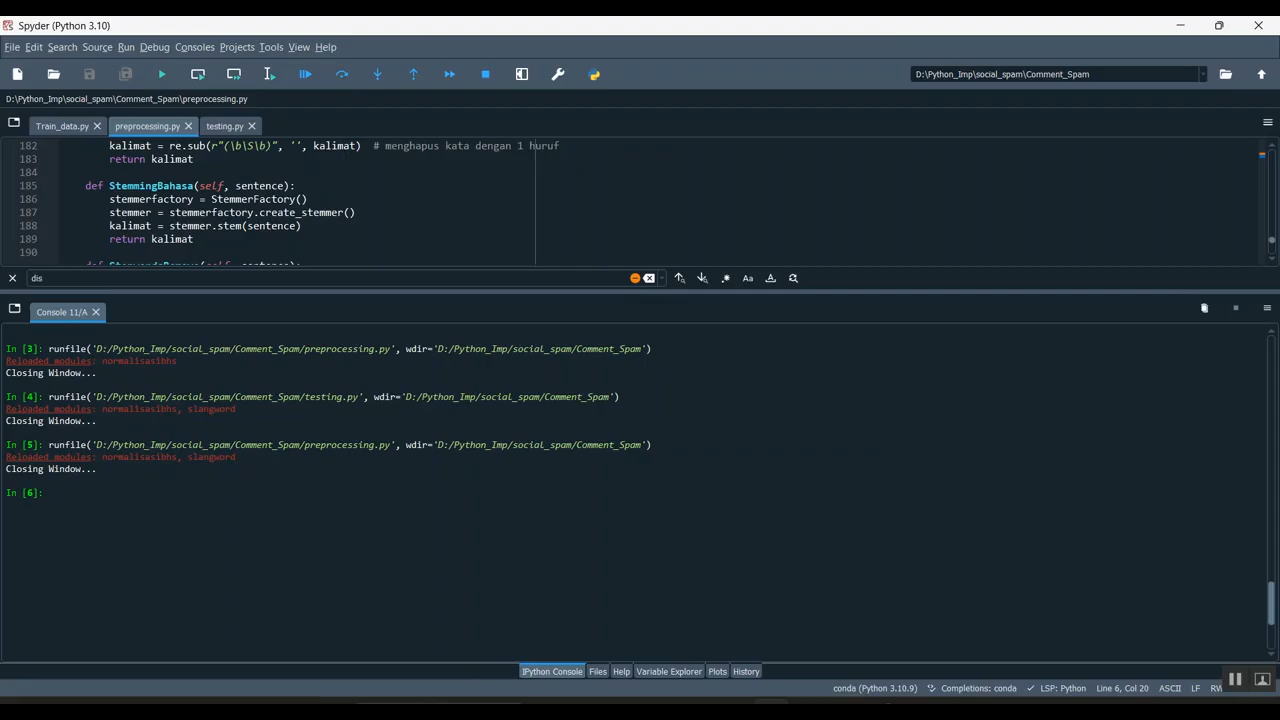 Spyder (Python 3.10)
File Edit Search Source Run Debug Consoles Projects Tools View Help
D:\Python_Imp\social_spam\Comment_Spam
D:\Python_Imp\social_spam\Comment_Spam\preprocessing.py
Train_data.py preprocessing.py testing.py
182 kalimat = re.sub(r"(\b\S\b)", '', kalimat) # menghapus kata dengan 1 huruf
183 return kalimat
184
185 def StemmingBahasa(self, sentence):
186 stemmerfactory = StemmerFactory()
187 stemmer = stemmerfactory.create_stemmer()
188 kalimat = stemmer.stem(sentence)
189 return kalimat
190
dis
Aa
Console 11/A
In [3]: runfile('D:/Python_Imp/social_spam/Comment_Spam/preprocessing.py', wdir='D:/Python_Imp/social_spam/Comment_Spam')
Reloaded modules: normalisasibhs
Closing Window...
In [4]: runfile('D:/Python_Imp/social_spam/Comment_Spam/testing.py', wdir='D:/Python_Imp/social_spam/Comment_Spam')
Reloaded modules: normalisasibhs, slangword
Closing Window...
In [5]: runfile('D:/Python_Imp/social_spam/Comment_Spam/preprocessing.py', wdir='D:/Python_Imp/social_spam/Comment_Spam')
Reloaded modules: normalisasibhs, slangword
Closing Window...
In [6]:
IPython Console Files Help Variable Explorer Plots History
conda (Python 3.10.9) Completions: conda LSP: Python Line 6, Col 20 ASCII LF